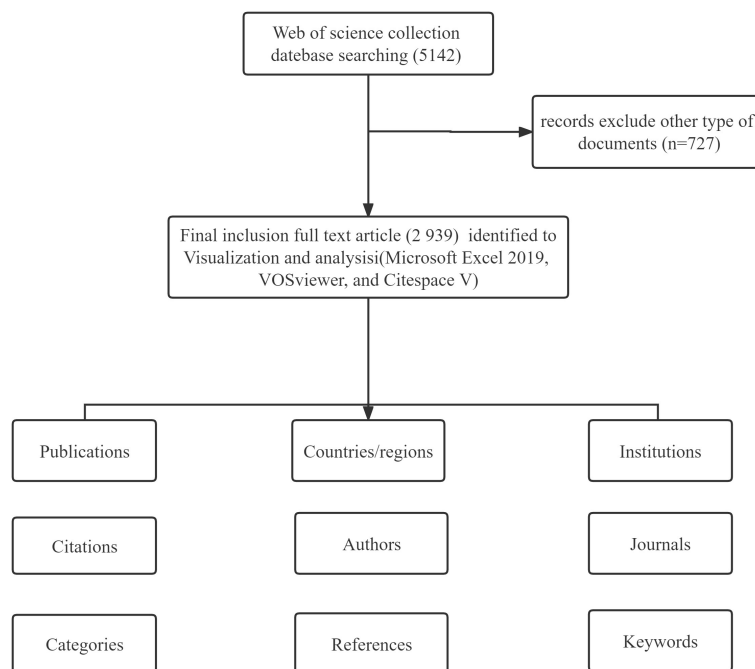 Web of science collection
datebase searching (5142)
records exclude other type of
documents (n=727)
Final inclusion full text article (2 939)  identified to
Visualization and analysisi(Microsoft Excel 2019,
VOSviewer, and Citespace V)
Publications
Countries/regions
Institutions
Citations
Authors
Journals
Categories
References
Keywords